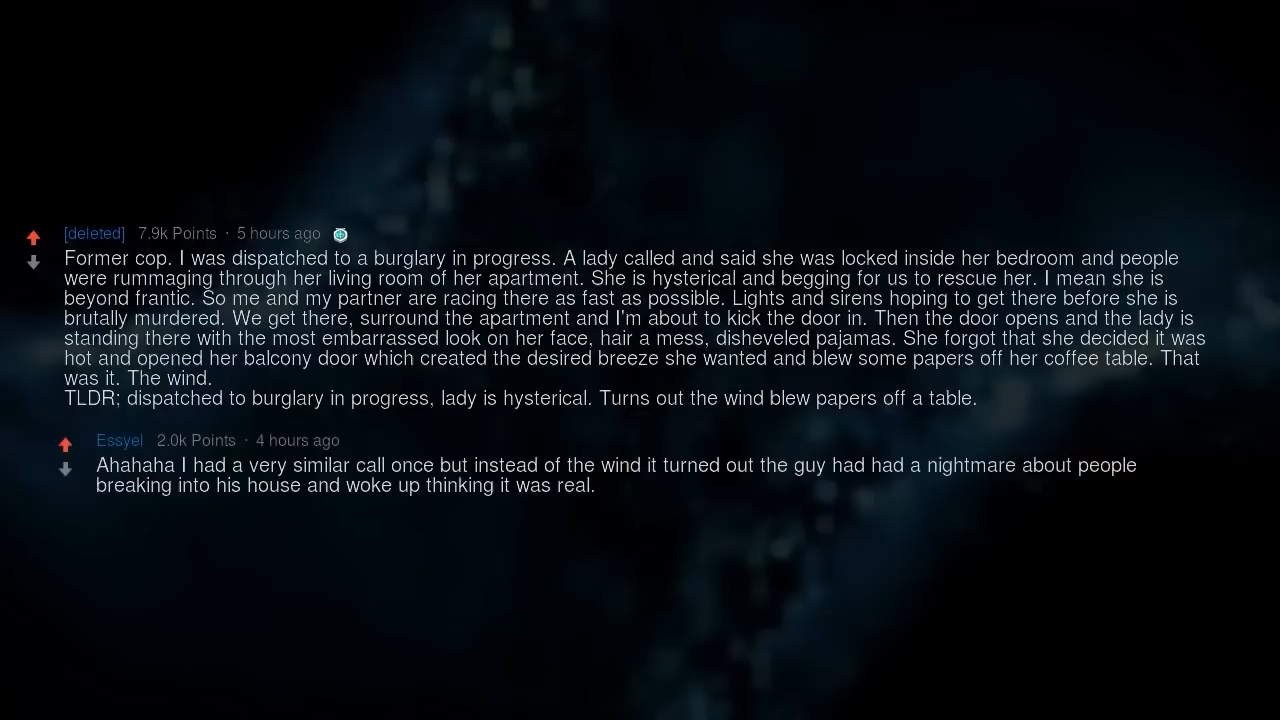 [deleted] 7.9k Points · 5 hours ago
Former cop. I was dispatched to a burglary in progress. A lady called and said she was locked inside her bedroom and people
were rummaging through her living room of her apartment. She is hysterical and begging for us to rescue her. I mean she is
beyond frantic. So me and my partner are racing there as fast as possible. Lights and sirens hoping to get there before she is
brutally murdered. We get there, surround the apartment and I'm about to kick the door in. Then the door opens and the lady is
standing there with the most embarrassed look on her face, hair a mess, disheveled pajamas. She forgot that she decided it was
hot and opened her balcony door which created the desired breeze she wanted and blew some papers off her coffee table. That
was it. The wind.
TLDR; dispatched to burglary in progress, lady is hysterical. Turns out the wind blew papers off a table.
Essyel 2.0k Points · 4 hours ago
Ahahaha I had a very similar call once but instead of the wind it turned out the guy had had a nightmare about people
breaking into his house and woke up thinking it was real.